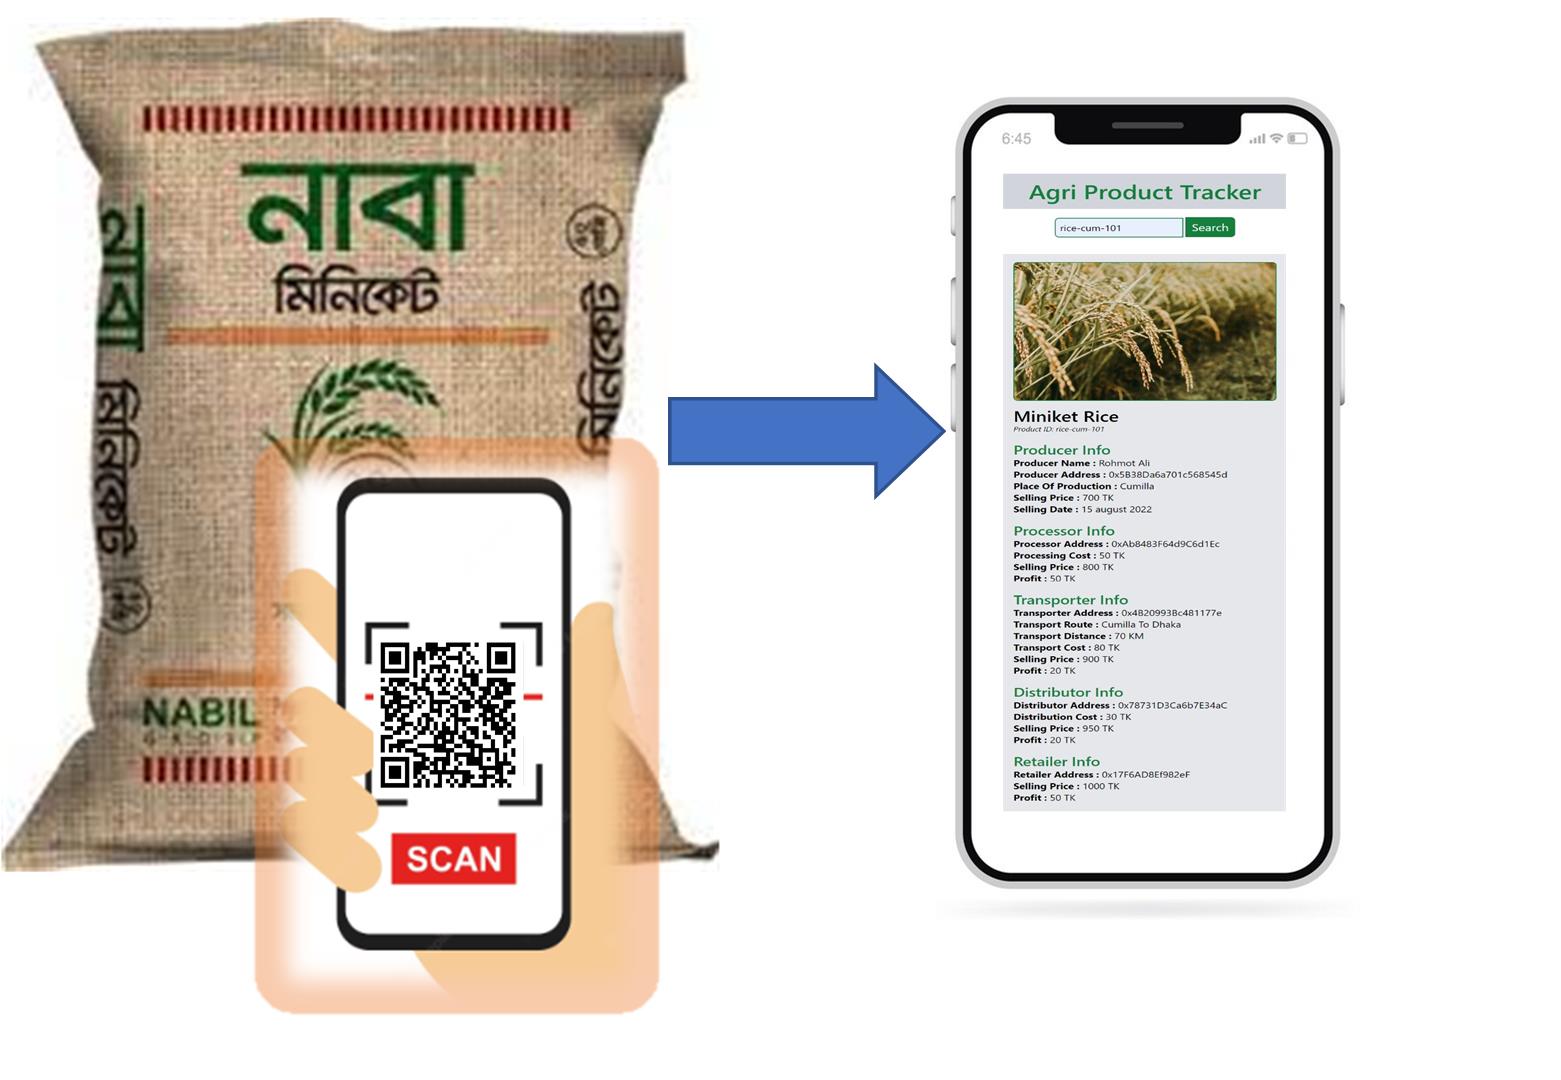 নাবা
মিনিকেট
নাবা মিনিকেট
মিনিকেট
NABIL
SCAN
6:45
Agri Product Tracker
rice-cum-101
Search
Miniket Rice
Product ID: rice-cum-101
Producer Info
Producer Name : Rohmot Ali
Producer Address : 0x5B38Da6a701c568545d
Place Of Production : Cumilla
Selling Price : 700 TK
Selling Date : 15 august 2022
Processor Info
Processor Address : 0xAb8483F64d9C6d1Ec
Processing Cost : 50 TK
Selling Price : 800 TK
Profit : 50 TK
Transporter Info
Transporter Address : 0x4B20993Bc481177e
Transport Route : Cumilla To Dhaka
Transport Distance : 70 KM
Transport Cost : 80 TK
Selling Price : 900 TK
Profit : 20 TK
Distributor Info
Distributor Address : 0x78731D3Ca6b7E34aC
Distribution Cost : 30 TK
Selling Price : 950 TK
Profit : 20 TK
Retailer Info
Retailer Address : 0x17F6AD8Ef982eF
Selling Price : 1000 TK
Profit : 50 TK